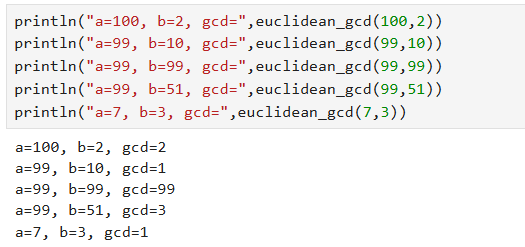 println("a=100, b=2, gcd=",euclidean_gcd(100,2))
println("a=99, b=10, gcd=",euclidean_gcd(99,10))
println("a=99, b=99, gcd=",euclidean_gcd(99,99))
println("a=99, b=51, gcd=",euclidean_gcd(99,51))
println("a=7, b=3, gcd=",euclidean_gcd(7,3))
a=100, b=2, gcd=2
a=99, b=10, gcd=1
a=99, b=99, gcd=99
a=99, b=51, gcd=3
a=7, b=3, gcd=1